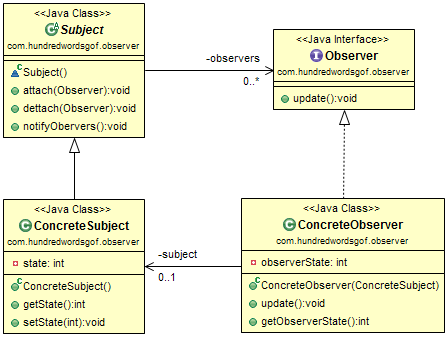 <<Java Class>>
Subject
com.hundredwordsgof.observer
Subject()
attach(Observer):void
dettach(Observer):void
notifyObervers():void
-observers
0..*
<<Java Interface>>
Observer
com.hundredwordsgof.observer
update():void
<<Java Class>>
ConcreteSubject
com.hundredwordsgof.observer
state: int
ConcreteSubject()
getState():int
setState(int):void
-subject
0..1
<<Java Class>>
ConcreteObserver
com.hundredwordsgof.observer
observerState: int
ConcreteObserver(ConcreteSubject)
update():void
getObserverState():int